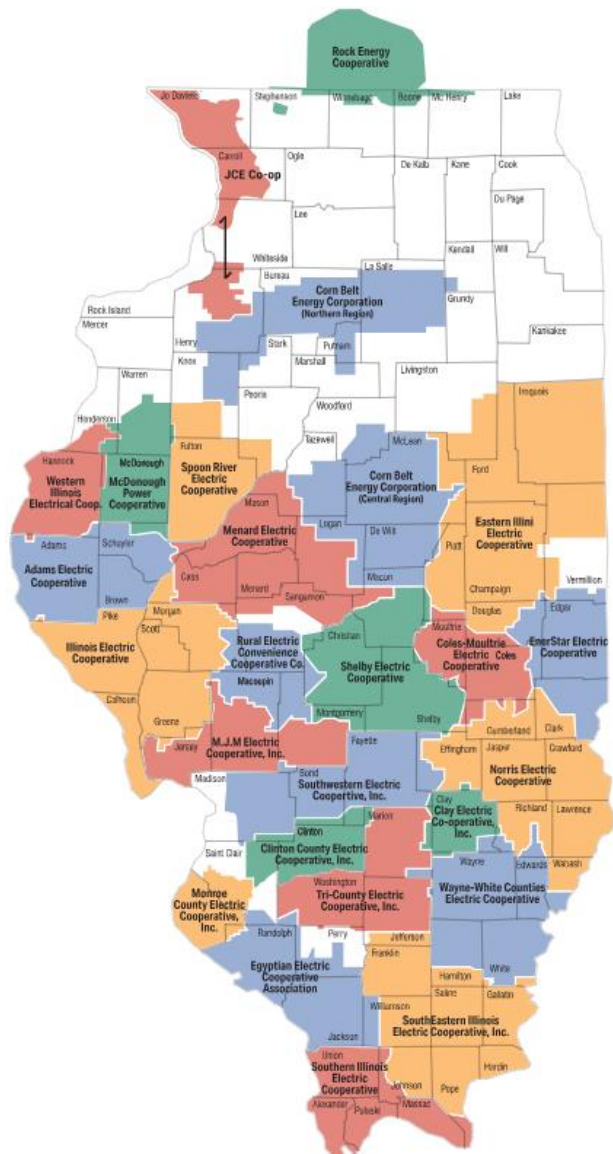 Rock Energy
Cooperative
Jo Daviess
Stephenson
Winnebago
Boone
Mc Henry
Lake
Carroll
JCE Co-op
Ogle
De Kalb
Kane
Cook
Du Page
Lee
Whiteside
Kendall
Will
La Salle
Bureau
Corn Belt
Energy Corporation
(Northern Region)
Grundy
Rock Island
Mercer
Henry
Stark
Putnam
Kankakee
Knox
Marshall
Warren
Peoria
Livingston
Woodford
Iroquois
Henderson
Tazewell
McLean
Hancock
Western
Illinois
Electrical Coop.
McDonough
McDonough
Power
Cooperative
Fulton
Spoon River
Electric
Cooperative
Ford
Corn Belt
Energy Corporation
(Central Region)
Mason
Menard Electric
Cooperative
Logan
De Witt
Piatt
Eastern Illini
Electric
Cooperative
Adams
Schuyler
Adams Electric
Cooperative
Brown
Cass
Menard
Sangamon
Macon
Champaign
Vermillion
Pike
Morgan
Scott
Douglas
Edgar
Illinois Electric
Cooperative
Rural Electric
Convenience
Cooperative Co.
Macoupin
Christian
Shelby Electric
Cooperative
Moultrie
Coles-Moultrie
Electric
Cooperative
Coles
EnerStar Electric
Cooperative
Calhoun
Greene
Montgomery
Shelby
Cumberland
Clark
Jersey
M.J.M Electric
Cooperative, Inc.
Fayette
Effingham
Jasper
Crawford
Norris Electric
Cooperative
Madison
Bond
Southwestern Electric
Coopertive, Inc.
Clay
Clay Electric
Co-operative,
Inc.
Richland
Lawrence
Marion
Clinton
Clinton County Electric
Cooperative, Inc.
Saint Clair
Wayne
Edwards
Wabash
Wayne-White Counties
Electric Cooperative
Washington
Tri-County Electric
Cooperative, Inc.
Monroe
County Electric
Cooperative,
Inc.
Randolph
Perry
Jefferson
Franklin
Hamilton
White
Egyptian Electric
Cooperative
Association
Saline
Gallatin
Williamson
SouthEastern Illinois
Electric Cooperative, Inc.
Jackson
Union
Southern Illinois
Electric
Cooperative
Johnson
Pope
Hardin
Alexander
Pulaski
Massac